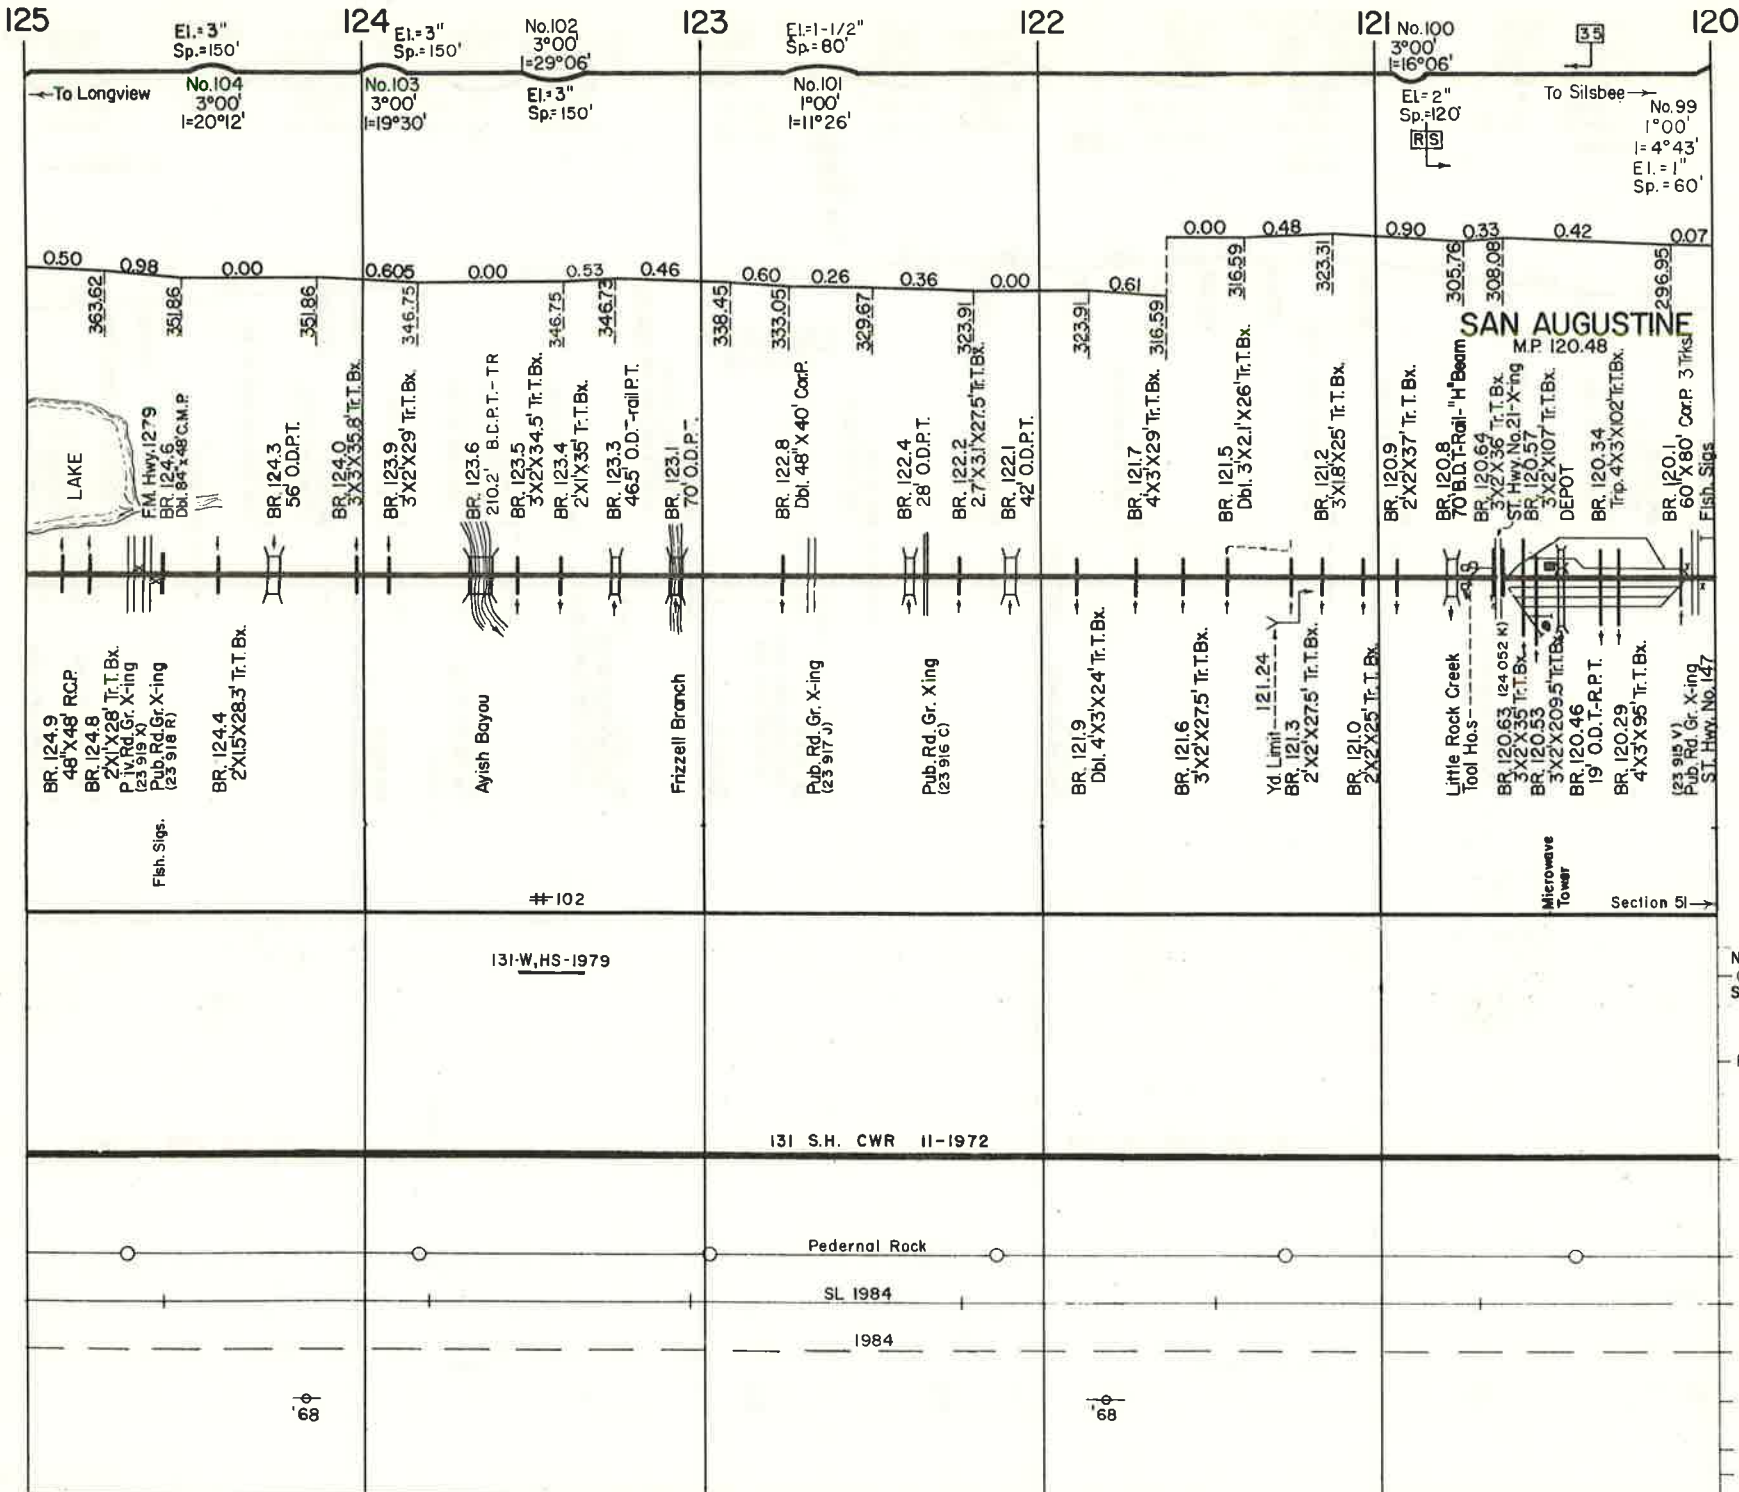 125
124
123
122
121
120
El.=3"
Sp.=150'
El.=3"
Sp.=150'
No.102
3°00'
I=29°06'
El.=1-1/2"
Sp.=80'
No.100
3°00'
I=16°06'
35
←To Longview
No.104
3°00'
I=20°12'
No.103
3°00'
I=19°30'
El.=3"
Sp.=150'
No.101
1°00'
I=11°26'
El.=2"
Sp.=120'
RS
To Silsbee→
No.99
1°00'
I=4°43'
El.=1"
Sp.=60'
0.50
0.98
0.00
0.605
0.00
0.53
0.46
0.60
0.26
0.36
0.00
0.61
0.00
0.48
0.90
0.33
0.42
0.07
363.62
351.86
351.86
346.75
346.75
346.73
338.45
333.05
329.67
323.91
323.91
316.59
316.59
323.31
305.76
308.08
296.95
SAN AUGUSTINE
M.P. 120.48
LAKE
F.M. Hwy. 1279
BR. 124.6
Dbl. 84"x48' C.M.P.
BR. 124.3
56' O.D.P.T.
BR. 124.0
3'X3'X35.8' Tr.T.Bx.
BR. 123.9
3'X2'X29' Tr.T.Bx.
BR. 123.6
210.2' B.C.P.T.-TR
BR. 123.5
3'X2'X34.5' Tr.T.Bx.
BR. 123.4
2'X1'X35' Tr.T.Bx.
BR. 123.3
46.5' O.D.-rail P.T.
BR. 123.1
70' O.D.P.T.
BR. 122.8
Dbl. 48"X40' Cor.P.
BR. 122.4
28' O.D.P.T.
BR. 122.2
2.7'X3.1'X27.5' Tr.T.Bx.
BR. 122.1
42' O.D.P.T.
BR. 121.7
4'X3'X29' Tr.T.Bx.
BR. 121.5
Dbl. 3'X2.1'X26' Tr.T.Bx.
BR. 121.2
3'X1.8'X25' Tr.T.Bx.
BR. 120.9
2'X2'X37' Tr.T.Bx.
BR. 120.8
70' B.D.T-Rail-"H" Beam
BR. 120.64
3'X2'X36' Tr.T.Bx.
ST. Hwy. No. 21-X-ing
BR. 120.57
3'X2'X107' Tr.T.Bx.
DEPOT
BR. 120.34
Trip. 4'X3'X102' Tr.T.Bx.
BR. 120.1
60"X80' Cor.P. 3 Trks.
Flsh. Sigs
BR. 124.9
48"X48' RCP.
BR. 124.8
2'X1'X28' Tr.T.Bx.
P iv. Rd. Gr. X-ing
(23 919 X)
Pub. Rd. Gr. X-ing
(23 918 R)
Flsh. Sigs.
BR. 124.4
2'X1.5'X28.3' Tr.T.Bx.
Ayish Bayou
Frizzell Branch
Pub. Rd. Gr. X-ing
(23 917 J)
Pub. Rd. Gr. Xing
(23 916 C)
BR. 121.9
Dbl. 4'X3'X24' Tr.T.Bx.
BR. 121.6
3'X2'X27.5' Tr.T.Bx.
Yd. Limit 121.24
BR. 121.3
2'X2'X27.5' Tr.T.Bx.
BR. 121.0
2'X2'X25' Tr.T.Bx.
Little Rock Creek
Tool Ho.s
BR. 120.63 (24 052 K)
3'X2'X35' Tr.T.Bx.
BR. 120.53
3'X2'X209.5' Tr.T.Bx.
BR. 120.46
19' O.D.T.-R.P.T.
BR. 120.29
4'X3'X95' Tr.T.Bx.
(23 915 V)
Pub. Rd. Gr. X-ing
ST. Hwy. No. 147
Microwave
Tower
# 102
Section 51→
131-W, HS-1979
131 S.H. CWR 11-1972
Pedernal Rock
SL 1984
1984
'68
'68